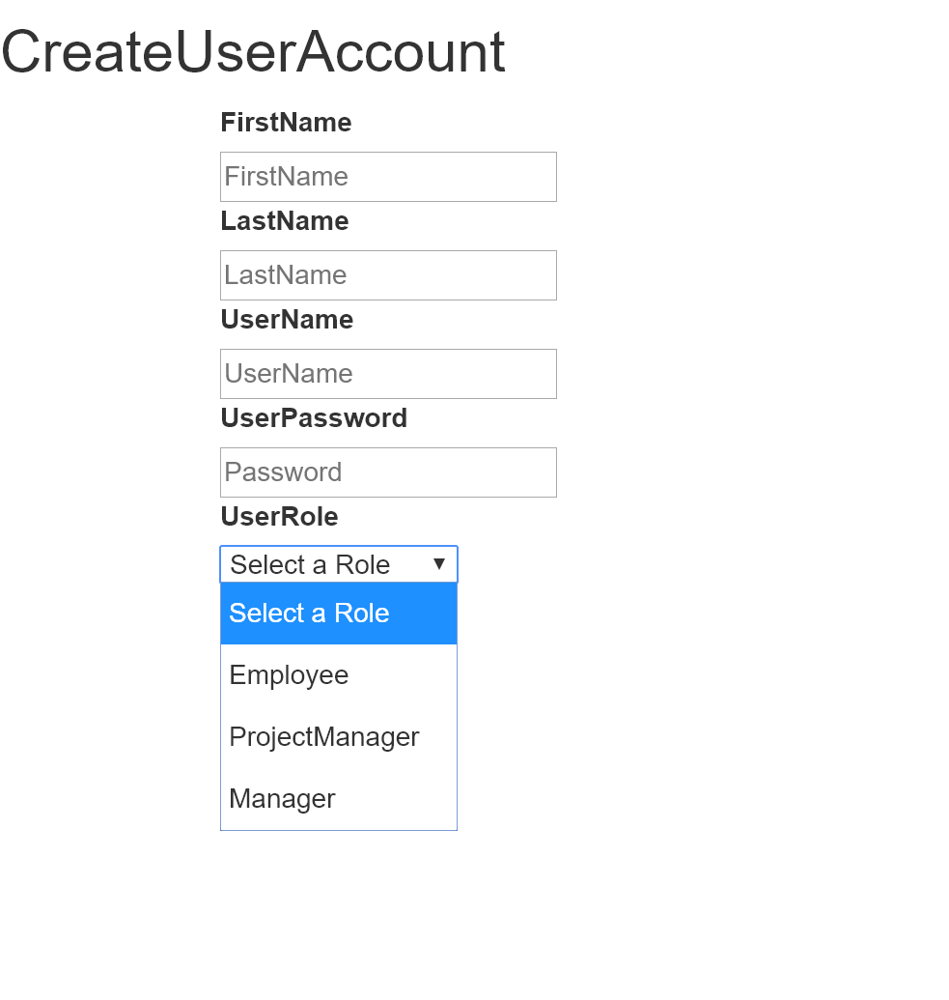 CreateUserAccount
FirstName
FirstName
LastName
LastName
UserName
UserName
UserPassword
Password
UserRole
Select a Role ▼
Select a Role
Employee
ProjectManager
Manager